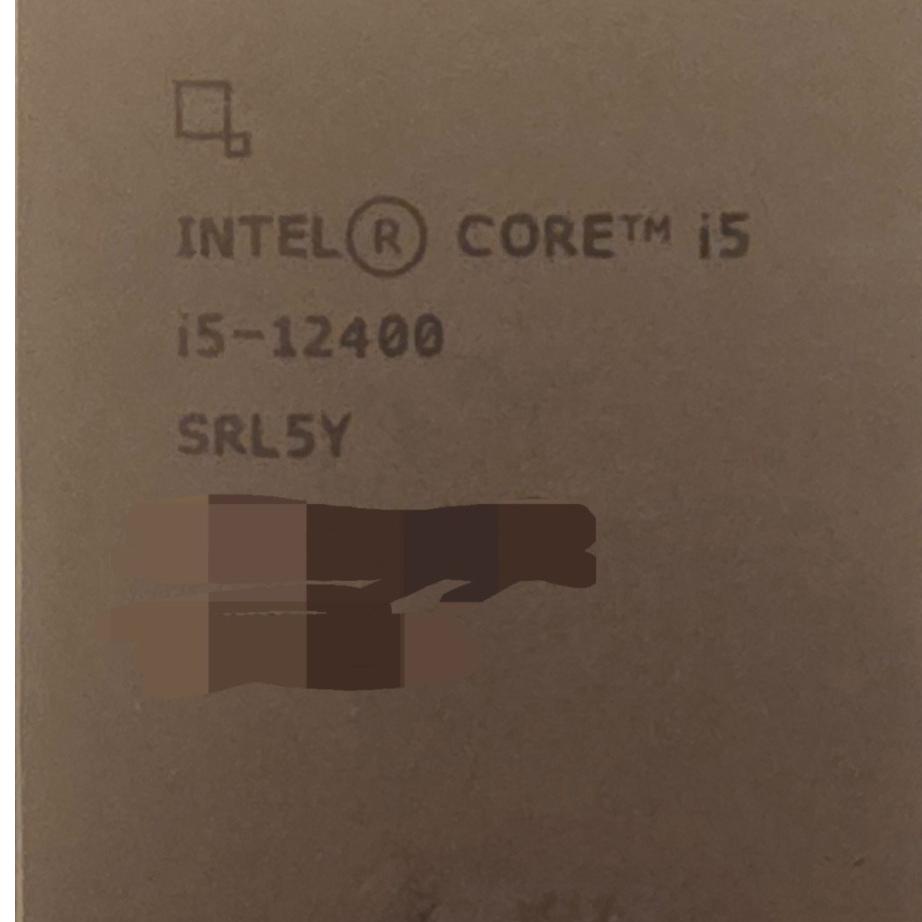 INTEL® CORE™ i5
i5-12400
SRL5Y